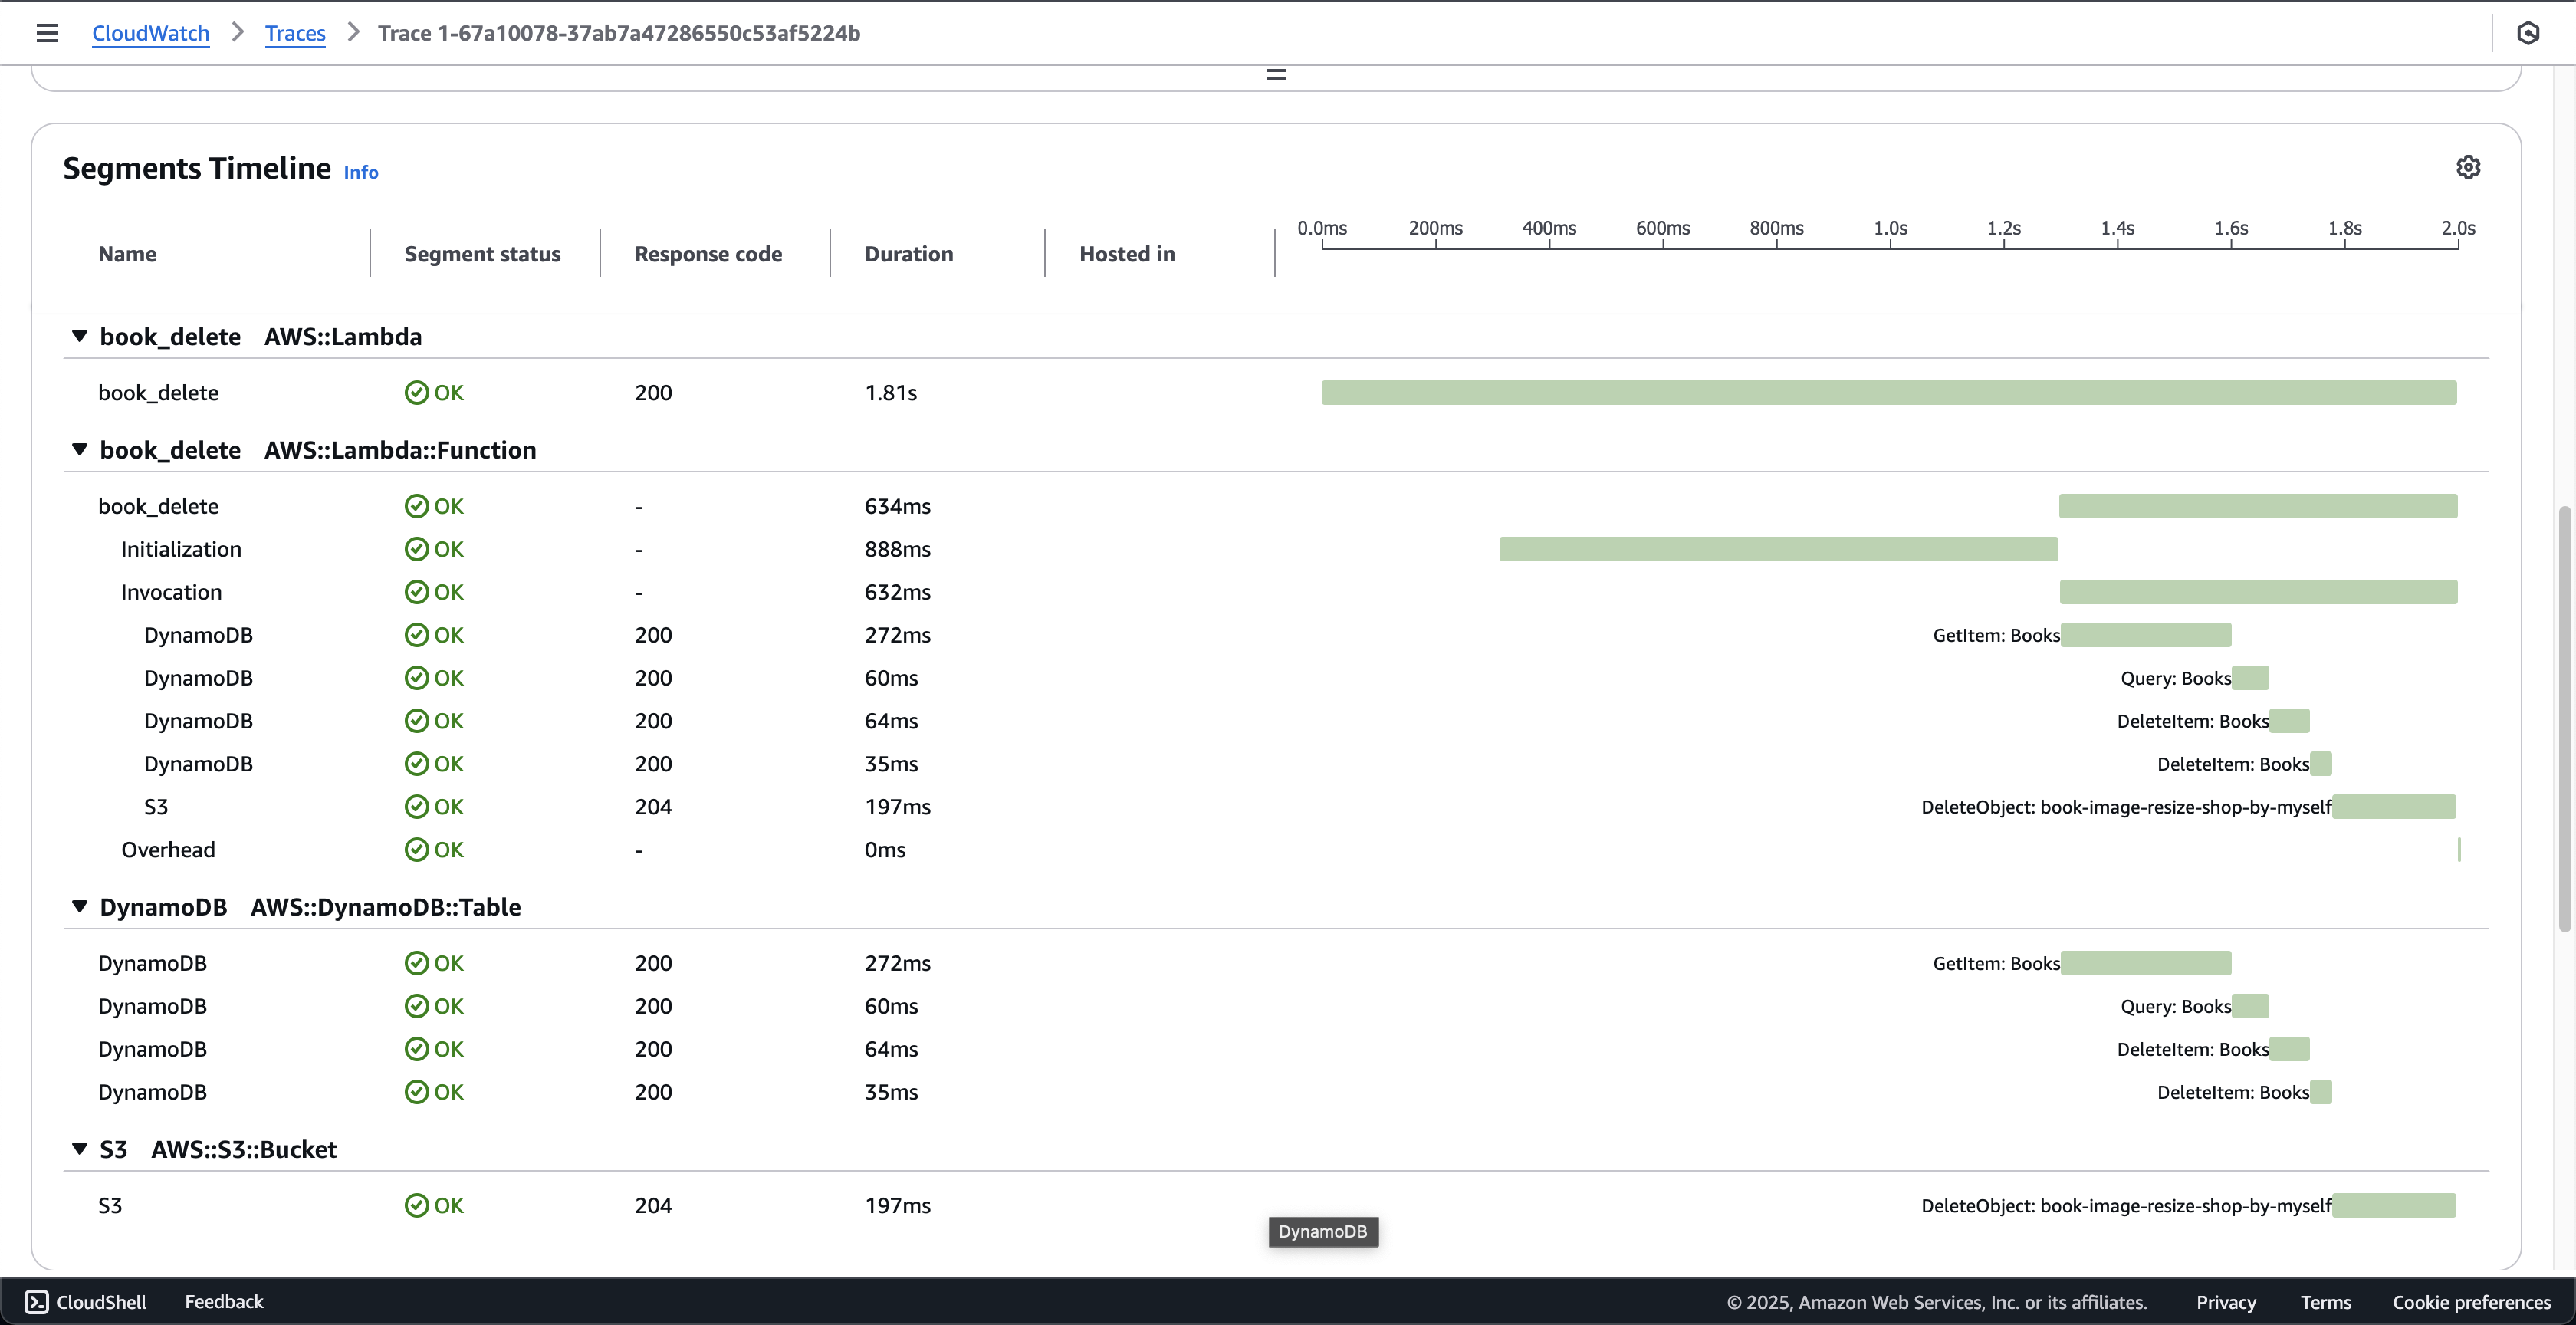 CloudWatch > Traces > Trace 1-67a10078-37ab7a47286550c53af5224b
Segments Timeline Info
0.0ms 200ms 400ms 600ms 800ms 1.0s 1.2s 1.4s 1.6s 1.8s 2.0s
Name Segment status Response code Duration Hosted in
book_delete AWS::Lambda
book_delete OK 200 1.81s
book_delete AWS::Lambda::Function
book_delete OK - 634ms
Initialization OK - 888ms
Invocation OK - 632ms
DynamoDB OK 200 272ms GetItem: Books
DynamoDB OK 200 60ms Query: Books
DynamoDB OK 200 64ms DeleteItem: Books
DynamoDB OK 200 35ms DeleteItem: Books
S3 OK 204 197ms DeleteObject: book-image-resize-shop-by-myself
Overhead OK - 0ms
DynamoDB AWS::DynamoDB::Table
DynamoDB OK 200 272ms GetItem: Books
DynamoDB OK 200 60ms Query: Books
DynamoDB OK 200 64ms DeleteItem: Books
DynamoDB OK 200 35ms DeleteItem: Books
S3 AWS::S3::Bucket
S3 OK 204 197ms DeleteObject: book-image-resize-shop-by-myself
DynamoDB
CloudShell Feedback © 2025, Amazon Web Services, Inc. or its affiliates. Privacy Terms Cookie preferences